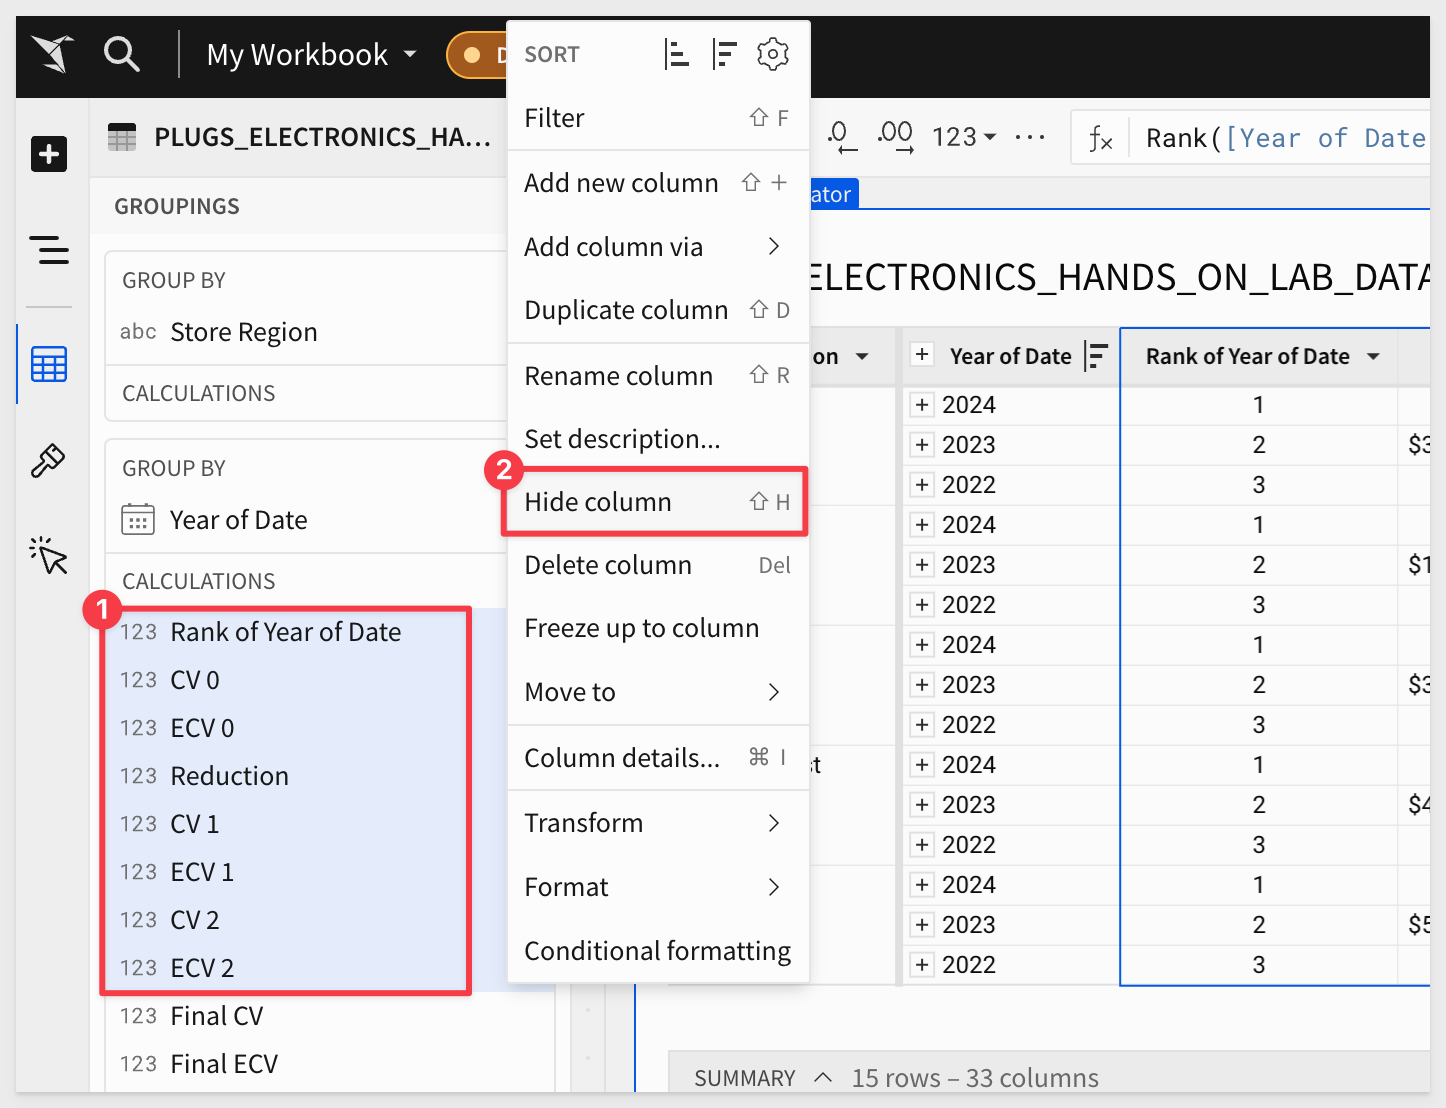 My Workbook
D
PLUGS_ELECTRONICS_HA...
GROUPINGS
GROUP BY
abc Store Region
CALCULATIONS
GROUP BY
Year of Date
CALCULATIONS
1
123 Rank of Year of Date
123 CV 0
123 ECV 0
123 Reduction
123 CV 1
123 ECV 1
123 CV 2
123 ECV 2
123 Final CV
123 Final ECV
SORT
Filter ⇧ F
Add new column ⇧ +
Add column via
Duplicate column ⇧ D
Rename column ⇧ R
Set description...
2
Hide column ⇧ H
Delete column Del
Freeze up to column
Move to
Column details... ⌘ I
Transform
Format
Conditional formatting
.0 .00 123 ... fx Rank([Year of Date
ator
ELECTRONICS_HANDS_ON_LAB_DATA
on Year of Date Rank of Year of Date
2024 1
2023 2 $3
2022 3
2024 1
2023 2 $1
2022 3
2024 1
2023 2 $3
2022 3
st 2024 1
2023 2 $4
2022 3
2024 1
2023 2 $5
2022 3
SUMMARY 15 rows – 33 columns